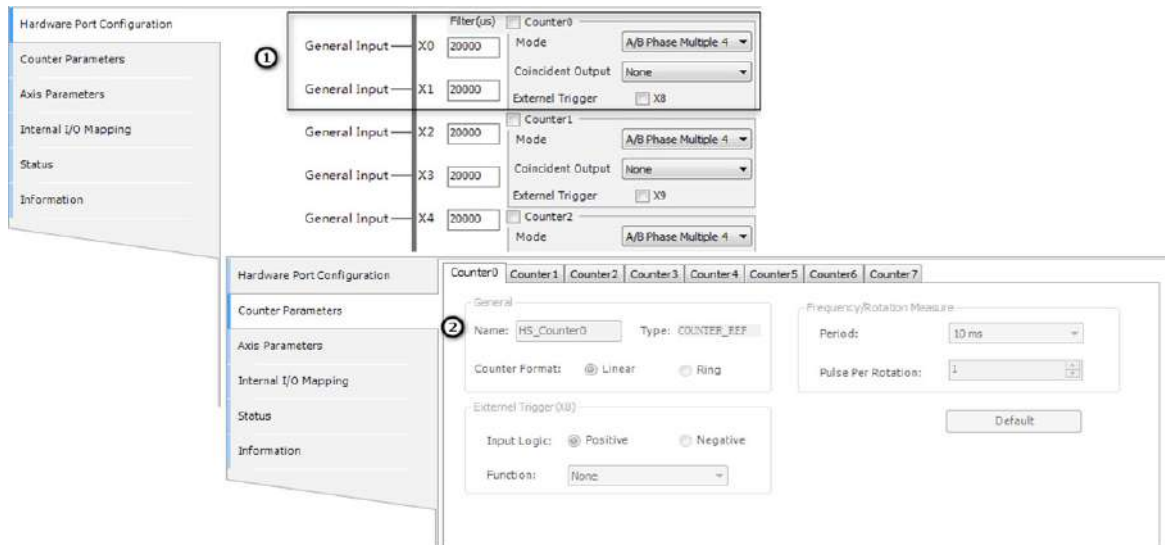 Hardware Port Configuration
Counter Parameters
Axis Parameters
Internal I/O Mapping
Status
Information
1
Filter(us) Counter0
General Input X0 20000 Mode A/B Phase Multiple 4
Coincident Output None
General Input X1 20000 Externel Trigger X8
Counter1
General Input X2 20000 Mode A/B Phase Multiple 4
Coincident Output None
General Input X3 20000 Externel Trigger X9
General Input X4 20000 Counter2
Mode A/B Phase Multiple 4
Hardware Port Configuration
Counter Parameters
Axis Parameters
Internal I/O Mapping
Status
Information
Counter0 Counter1 Counter2 Counter3 Counter4 Counter5 Counter6 Counter7
2
General
Name: HS_Counter0 Type: COUNTER_REF
Counter Format: Linear Ring
External Trigger(X8)
Input Logic: Positive Negative
Function: None
Frequency/Rotation Measure
Period: 10 ms
Pulse Per Rotation: 1
Default